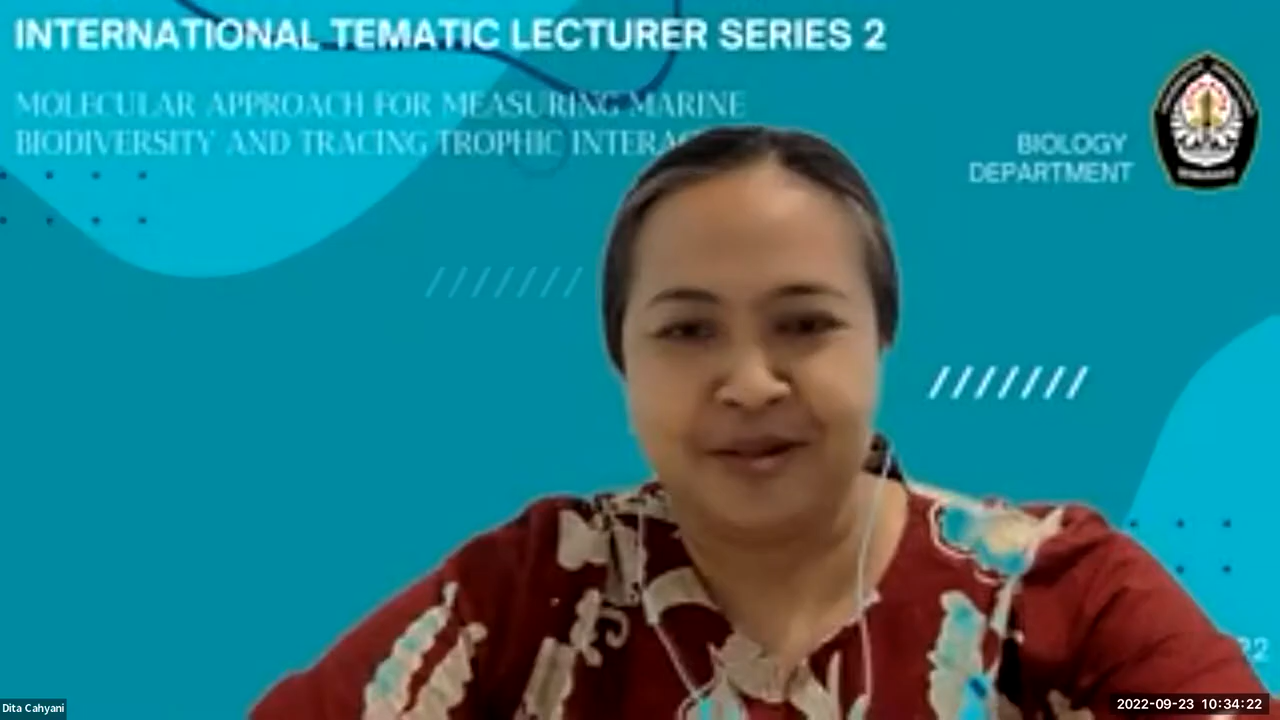 INTERNATIONAL TEMATIC LECTURER SERIES 2
MOLECULAR APPROACH FOR MEASURING MARINE
BIODIVERSITY AND TRACING TROPHIC
BIOLOGY
DEPARTMENT
22
Dita Cahyani
2022-09-23 10:34:22